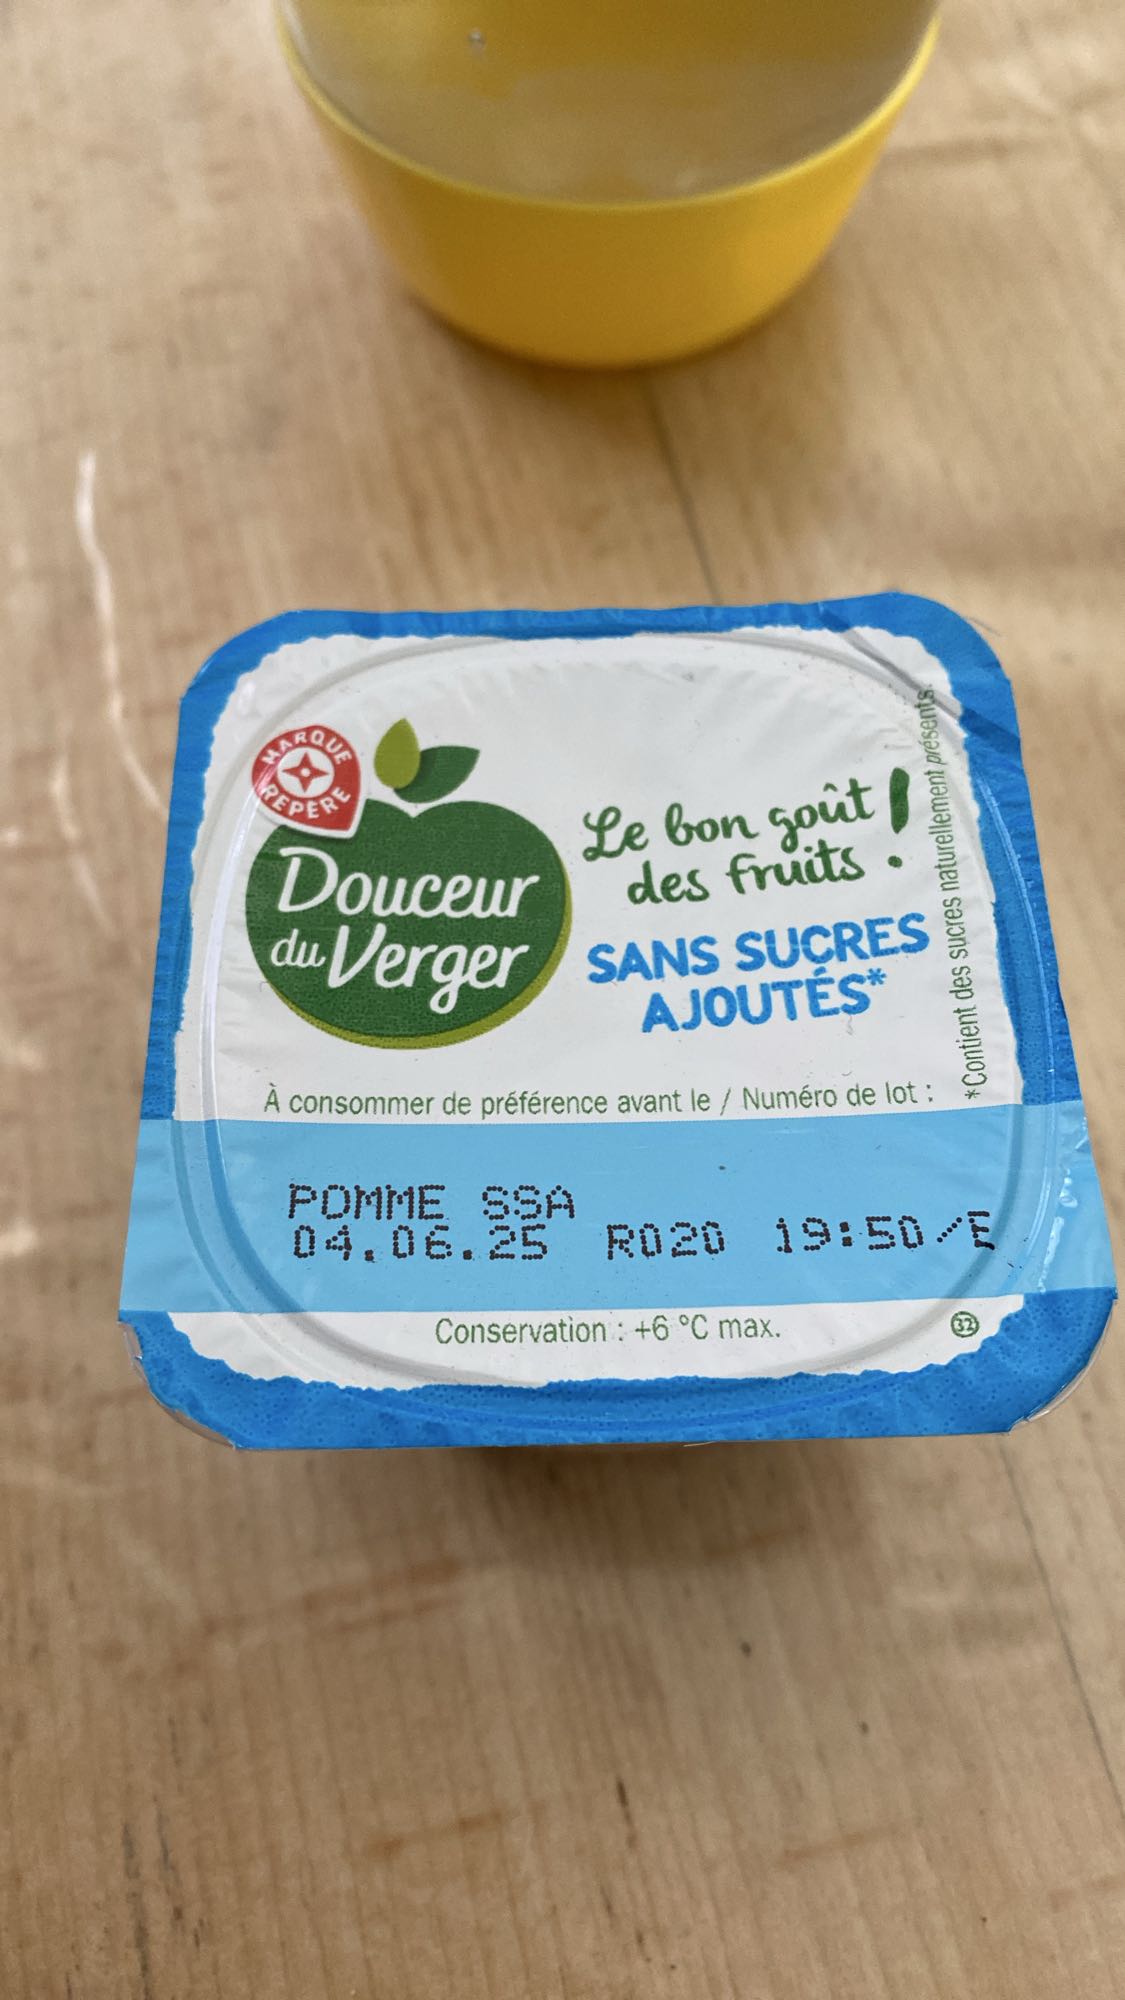 MARQUE
REPÈRE
Douceur
du Verger
Le bon goût
des fruits !
SANS SUCRES
AJOUTÉS*
*Contient des sucres naturellement présents.
À consommer de préférence avant le / Numéro de lot :
POMME SSA
04.06.25 R020 19:50/E
Conservation : +6 °C max.
32